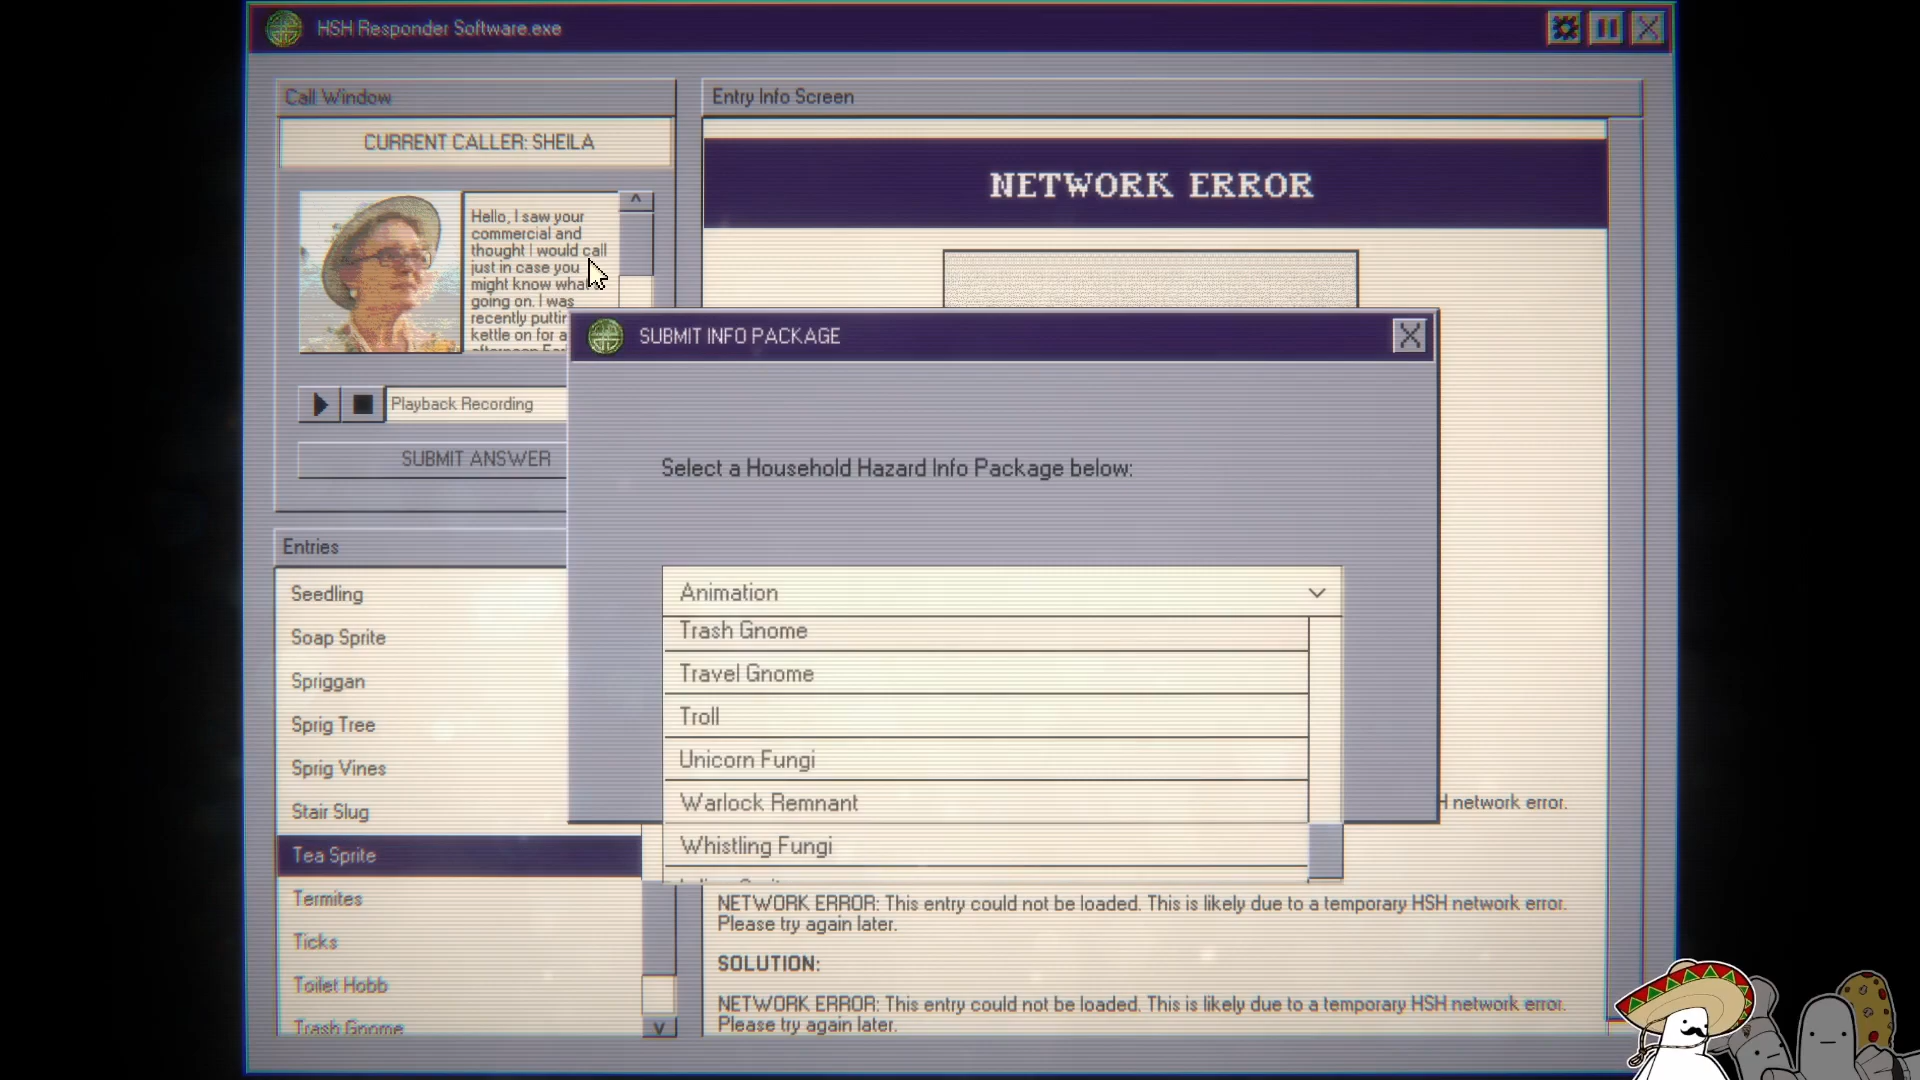 HSH Responder Software.exe
Call Window
CURRENT CALLER: SHEILA
Hello, I saw your
commercial and
thought I would call
just in case you
might know what
going on. I was
recently
kettle on for a
Playback Recording
SUBMIT ANSWER
Entries
Seedling
Soap Sprite
Spriggan
Sprig Tree
Sprig Vines
Stair Slug
Tea Sprite
Termites
Ticks
Toilet Hobb
Trash Gnome
Entry Info Screen
NETWORK ERROR
SUBMIT INFO PACKAGE
Select a Household Hazard Info Package below:
Animation
Trash Gnome
Travel Gnome
Troll
Unicorn Fungi
Warlock Remnant
Whistling Fungi
network error.
NETWORK ERROR: This entry could not be loaded. This is likely due to a temporary HSH network error.
Please try again later.
SOLUTION:
NETWORK ERROR: This entry could not be loaded. This is likely due to a temporary HSH network error.
Please try again later.